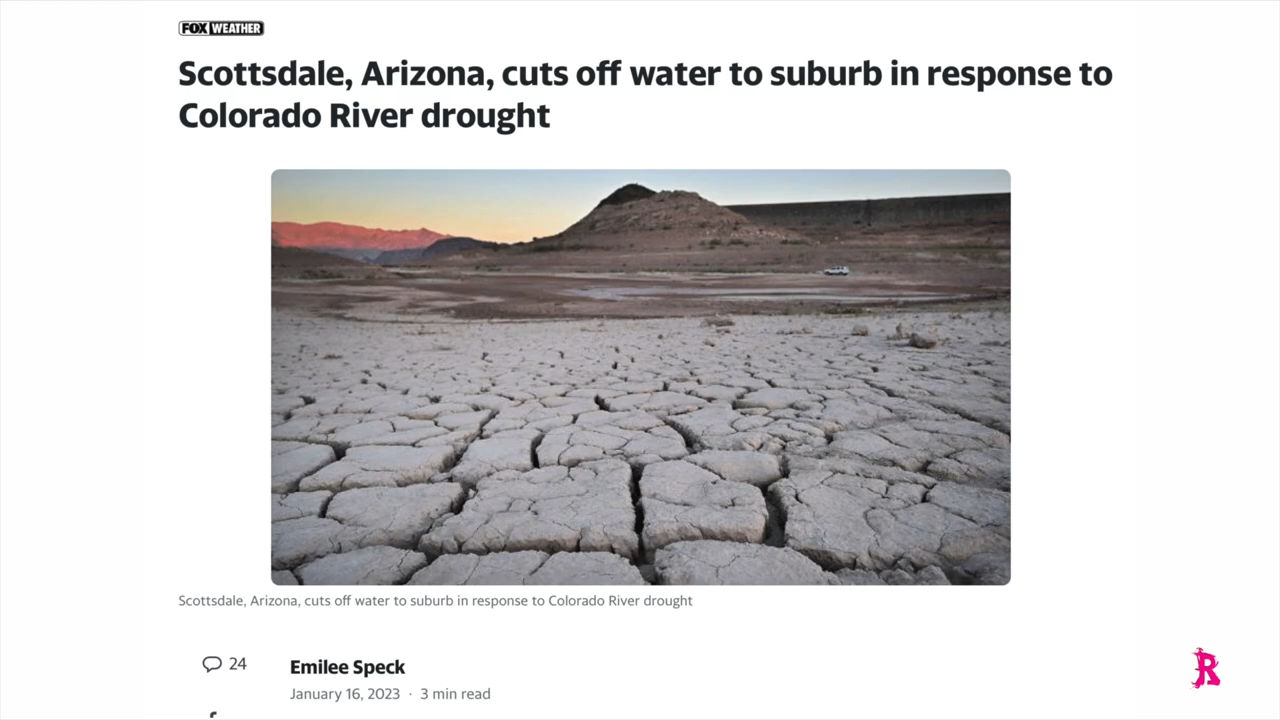 FOX WEATHER
Scottsdale, Arizona, cuts off water to suburb in response to
Colorado River drought
Scottsdale, Arizona, cuts off water to suburb in response to Colorado River drought
24
Emilee Speck
January 16, 2023 · 3 min read
R